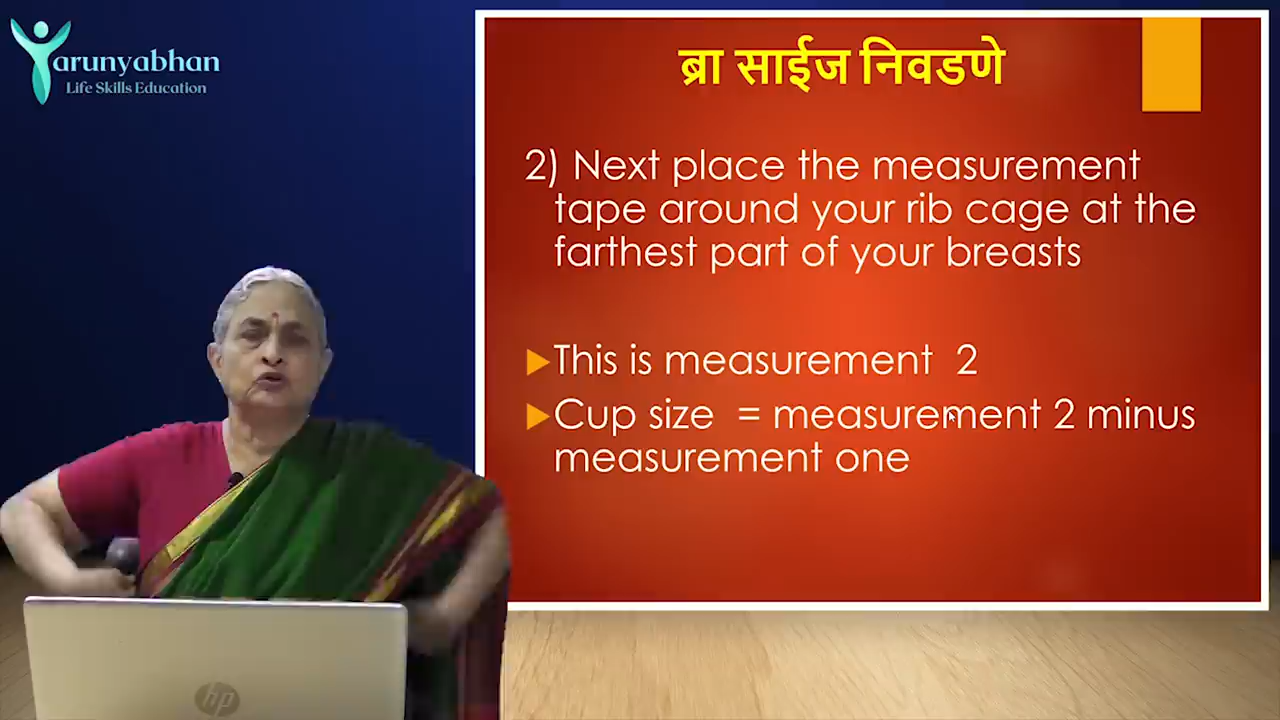 arunyabhan
Life Skills Education
ब्रा साईज निवडणे
2) Next place the measurement
tape around your rib cage at the
farthest part of your breasts
This is measurement 2
Cup size = measurement 2 minus
measurement one
hp